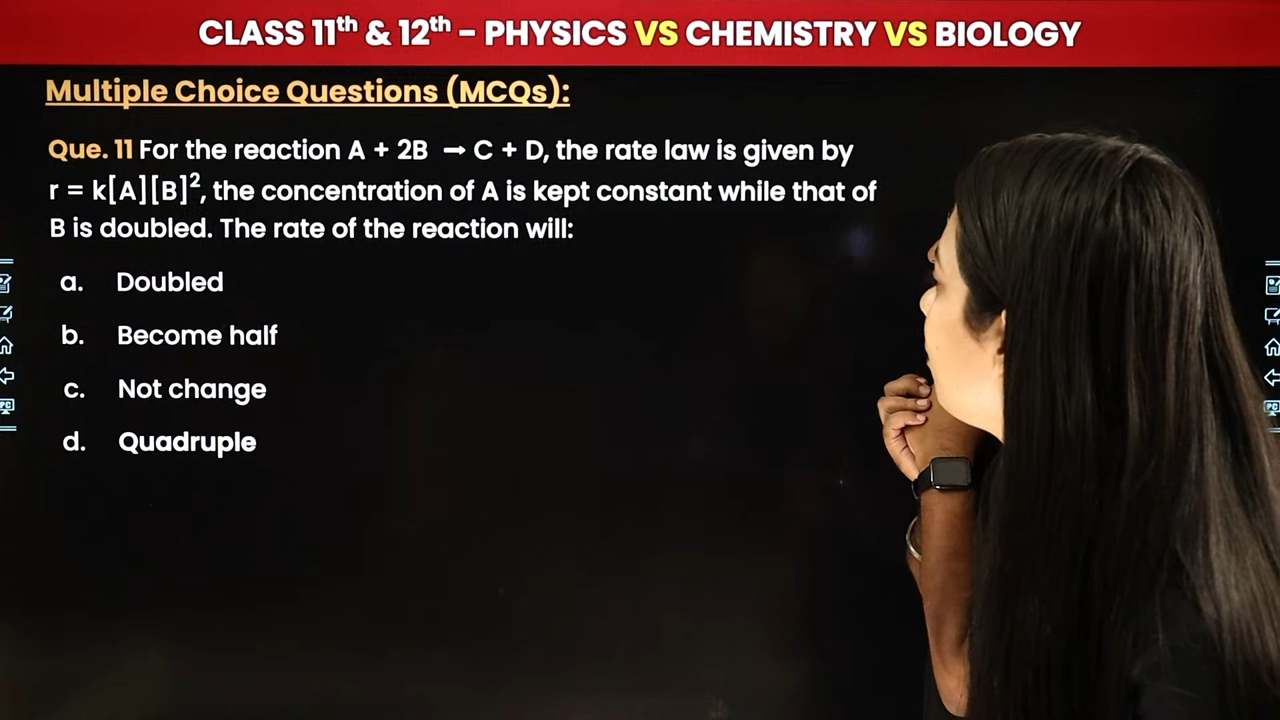 CLASS 11th & 12th – PHYSICS VS CHEMISTRY VS BIOLOGY
Multiple Choice Questions (MCQs):
Que. 11 For the reaction A + 2B → C + D, the rate law is given by
r = k[A][B]², the concentration of A is kept constant while that of
B is doubled. The rate of the reaction will:
a. Doubled
b. Become half
c. Not change
d. Quadruple
PC
PC